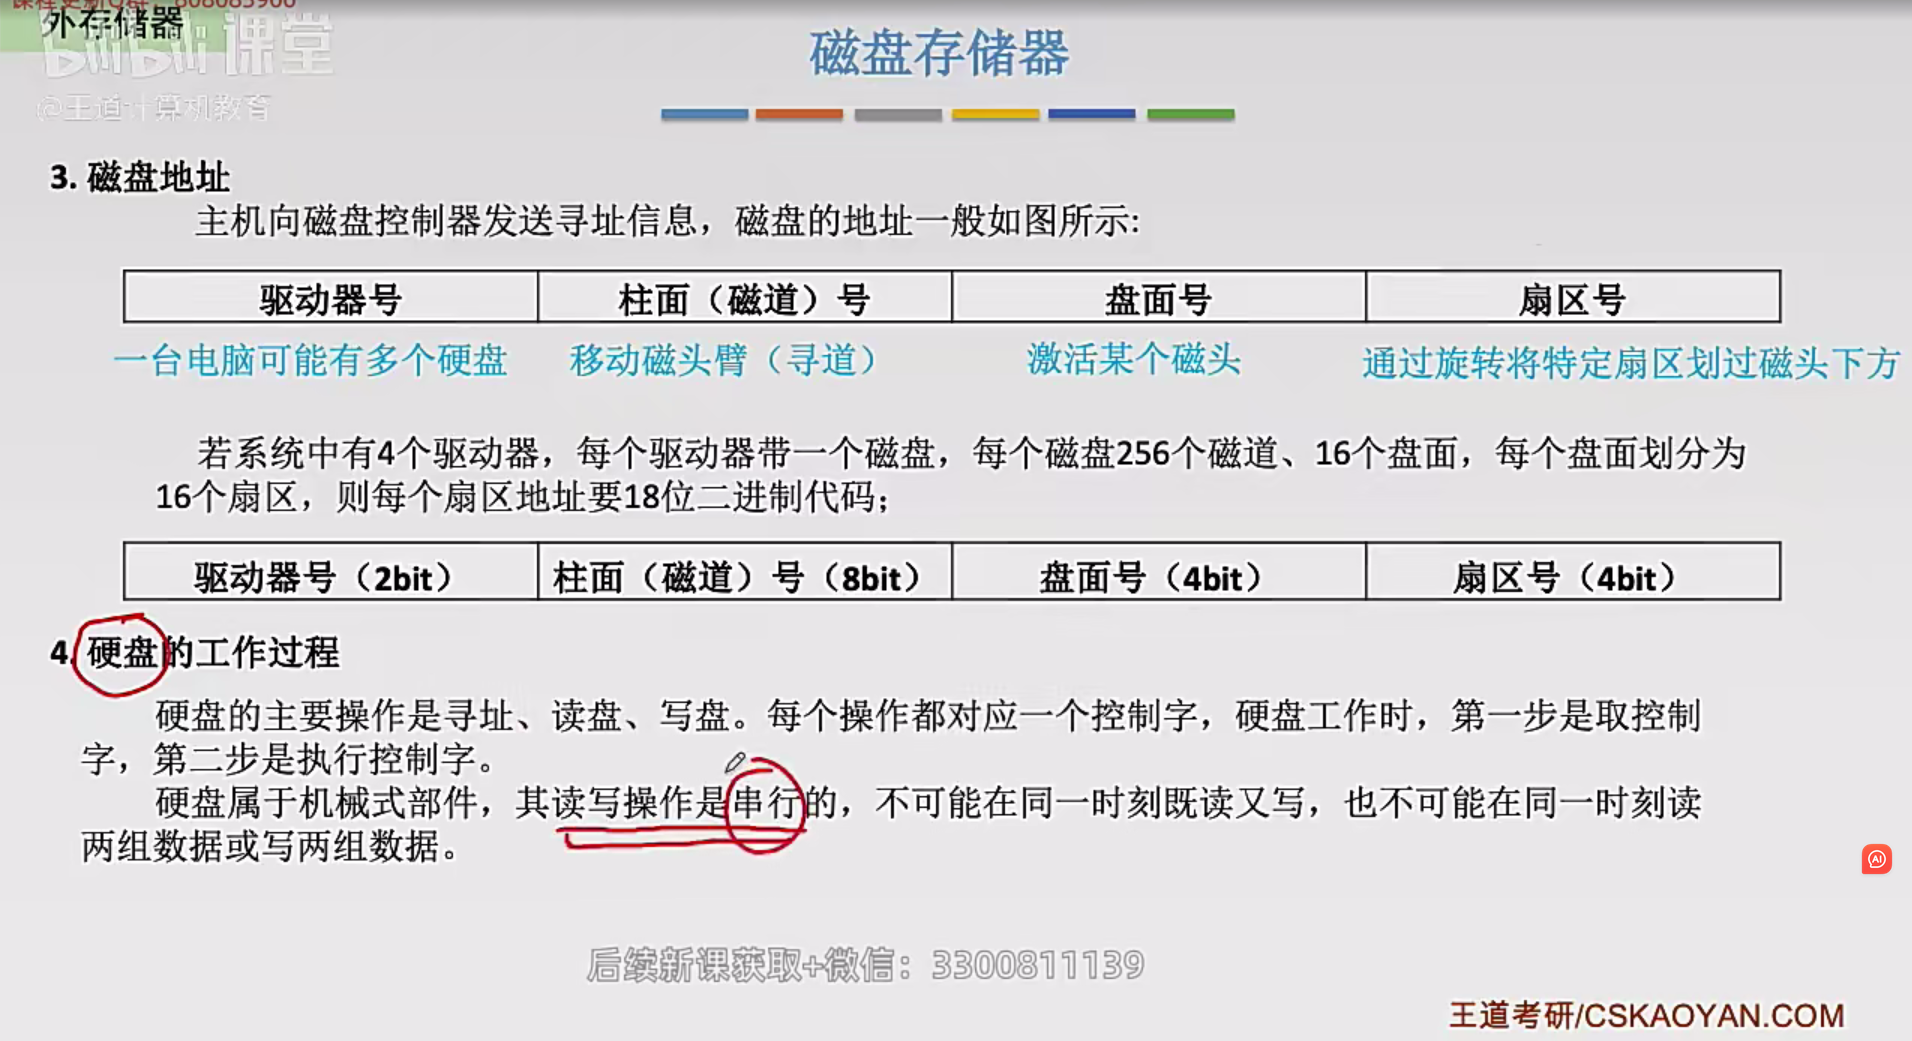 课程更新Q群：808083900
外存储器
bilibili课堂
@王道计算机教育
磁盘存储器
3. 磁盘地址
主机向磁盘控制器发送寻址信息，磁盘的地址一般如图所示:
驱动器号 柱面（磁道）号 盘面号 扇区号
一台电脑可能有多个硬盘 移动磁头臂（寻道） 激活某个磁头 通过旋转将特定扇区划过磁头下方
若系统中有4个驱动器，每个驱动器带一个磁盘，每个磁盘256个磁道、16个盘面，每个盘面划分为
16个扇区，则每个扇区地址要18位二进制代码；
驱动器号（2bit） 柱面（磁道）号（8bit） 盘面号（4bit） 扇区号（4bit）
4. 硬盘的工作过程
硬盘的主要操作是寻址、读盘、写盘。每个操作都对应一个控制字，硬盘工作时，第一步是取控制
字，第二步是执行控制字。
硬盘属于机械式部件，其读写操作是串行的，不可能在同一时刻既读又写，也不可能在同一时刻读
两组数据或写两组数据。
AI
后续新课获取+微信：3300811139
王道考研/CSKAOYAN.COM